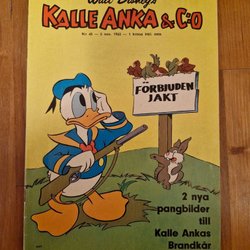 Walt Disney's
KALLE ANKA & C:O
FÖRBJUDEN
JAKT
2 nya
pangbilder
till
Kalle Ankas
Brandkår